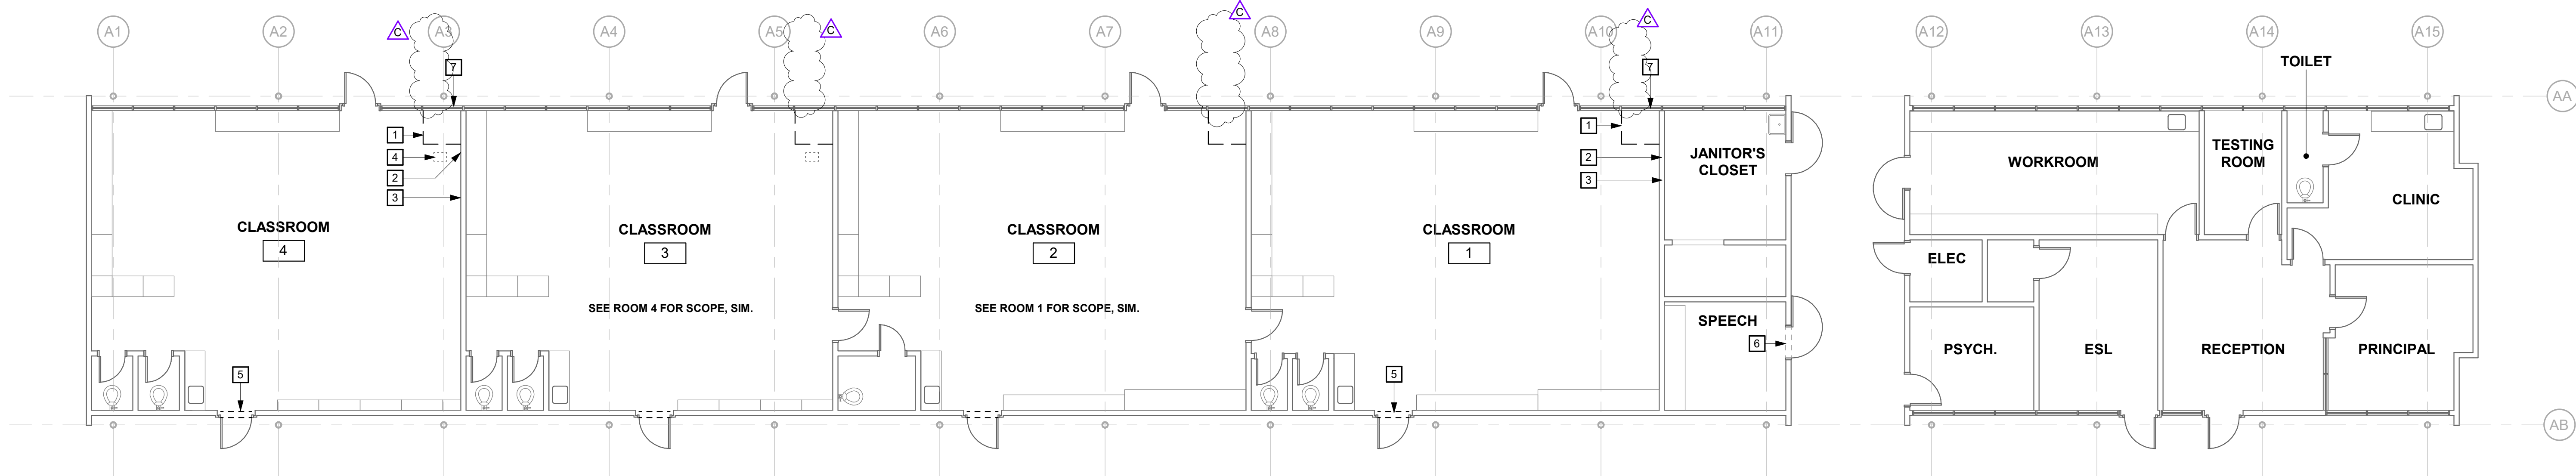 A1 A2 A3 A4 A5 A6 A7 A8 A9 A10 A11 A12 A13 A14 A15
C C C C
7 7
TOILET
AA
1 1
4
2 2
3 3
JANITOR'S
CLOSET
WORKROOM
TESTING
ROOM
CLINIC
CLASSROOM
4
CLASSROOM
3
CLASSROOM
2
CLASSROOM
1
ELEC
SEE ROOM 4 FOR SCOPE, SIM.
SEE ROOM 1 FOR SCOPE, SIM.
SPEECH
6
PSYCH.
ESL
RECEPTION
PRINCIPAL
5 5
AB